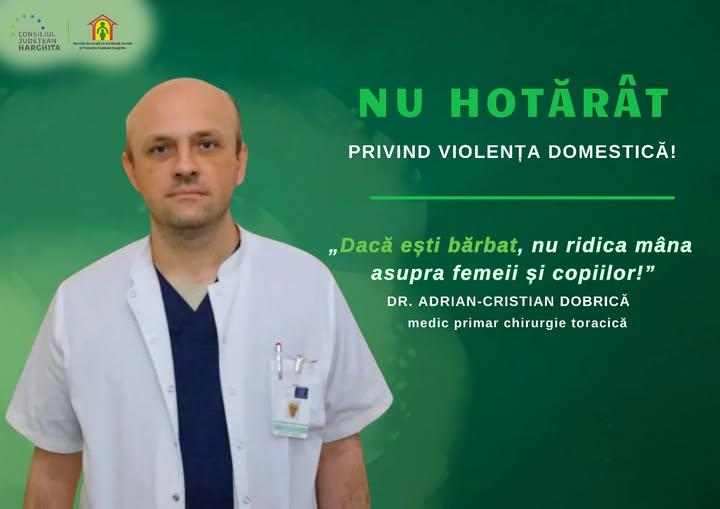 CONSILIUL
JUDEȚEAN
HARGHITA
Direcția Generală de Asistență Socială
și Protecția Copilului Harghita
NU HOTĂRÂT
PRIVIND VIOLENȚA DOMESTICĂ!
„Dacă ești bărbat, nu ridica mâna
asupra femeii și copiilor!”
DR. ADRIAN-CRISTIAN DOBRICĂ
medic primar chirurgie toracică